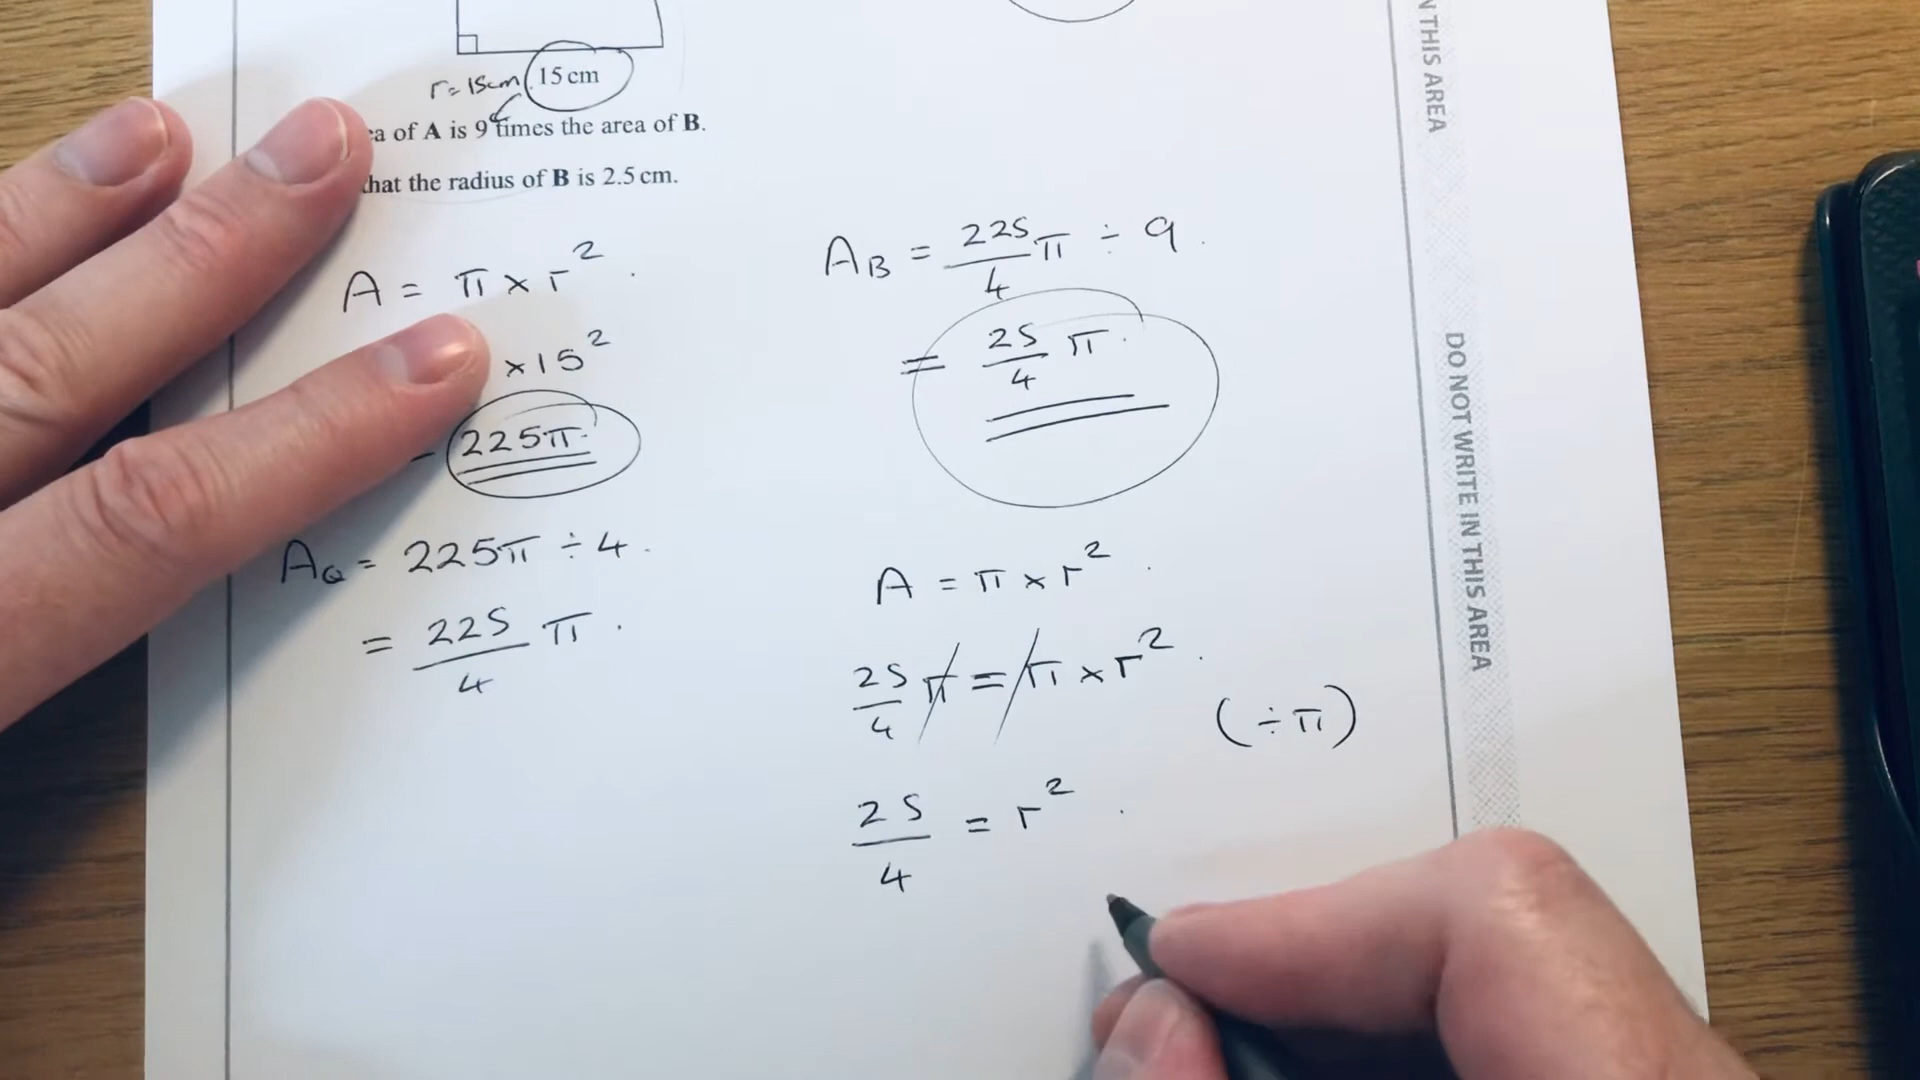 r = 15cm 15 cm
of A is 9 times the area of B.
that the radius of B is 2.5 cm.
A = π × r²
× 15²
225π
A_Q = 225π ÷ 4
= 225/4 π
A_B = 225/4 π ÷ 9
= 25/4 π
A = π × r²
25/4 π = π × r²
(÷ π)
25/4 = r²
N THIS AREA
DO NOT WRITE IN THIS AREA